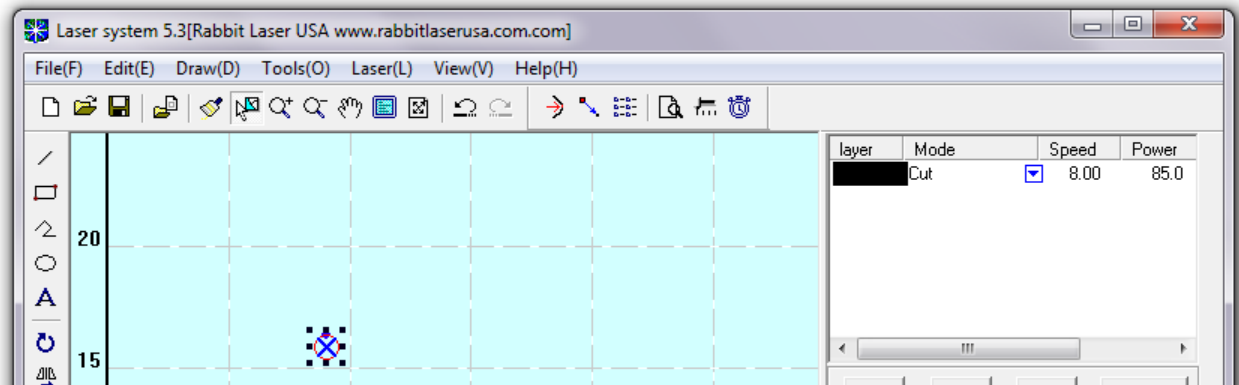 Laser system 5.3[Rabbit Laser USA www.rabbitlaserusa.com.com]
File(F) Edit(E) Draw(D) Tools(O) Laser(L) View(V) Help(H)
layer Mode Speed Power
Cut 8.00 85.0
20
A
15